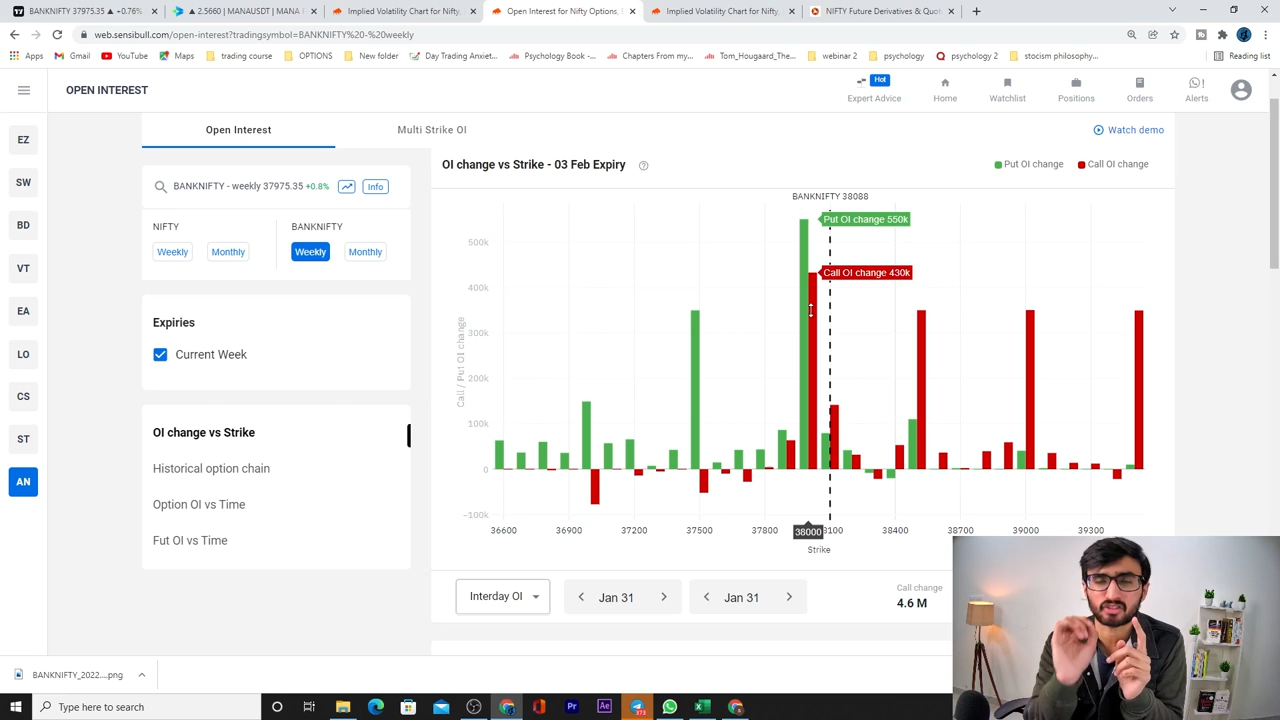 BANKNIFTY 37975.35 ▲ +0.76%
▲ 2.5660 | MANAUSDT | MANA P
Implied Volatility Chart for Nifty,
Open Interest for Nifty Options, B
Implied Volatility Chart for Nifty,
NIFTY Future Derivatives & Quot
web.sensibull.com/open-interest?tradingsymbol=BANKNIFTY%20-%20weekly
Apps
Gmail
YouTube
Maps
trading course
OPTIONS
New folder
Day Trading Anxiet...
Psychology Book -...
Chapters From My...
Tom_Hougaard_The...
webinar 2
psychology
psychology 2
stocism philosophy...
Reading list
OPEN INTEREST
Hot
Expert Advice
Home
Watchlist
Positions
Orders
Alerts
EZ
SW
BD
VT
EA
LO
CS
ST
AN
Open Interest
Multi Strike OI
Watch demo
BANKNIFTY - weekly 37975.35 +0.8%
Info
NIFTY
BANKNIFTY
Weekly
Monthly
Weekly
Monthly
Expiries
Current Week
OI change vs Strike
Historical option chain
Option OI vs Time
Fut OI vs Time
OI change vs Strike - 03 Feb Expiry
Put OI change
Call OI change
BANKNIFTY 38088
Put OI change 550k
Call OI change 430k
Call / Put OI change
500k
400k
300k
200k
100k
0
-100k
36600
36900
37200
37500
37800
38000
38100
38400
38700
39000
39300
Strike
Interday OI
Jan 31
Jan 31
Call change
4.6 M
BANKNIFTY_2022....png
Type here to search